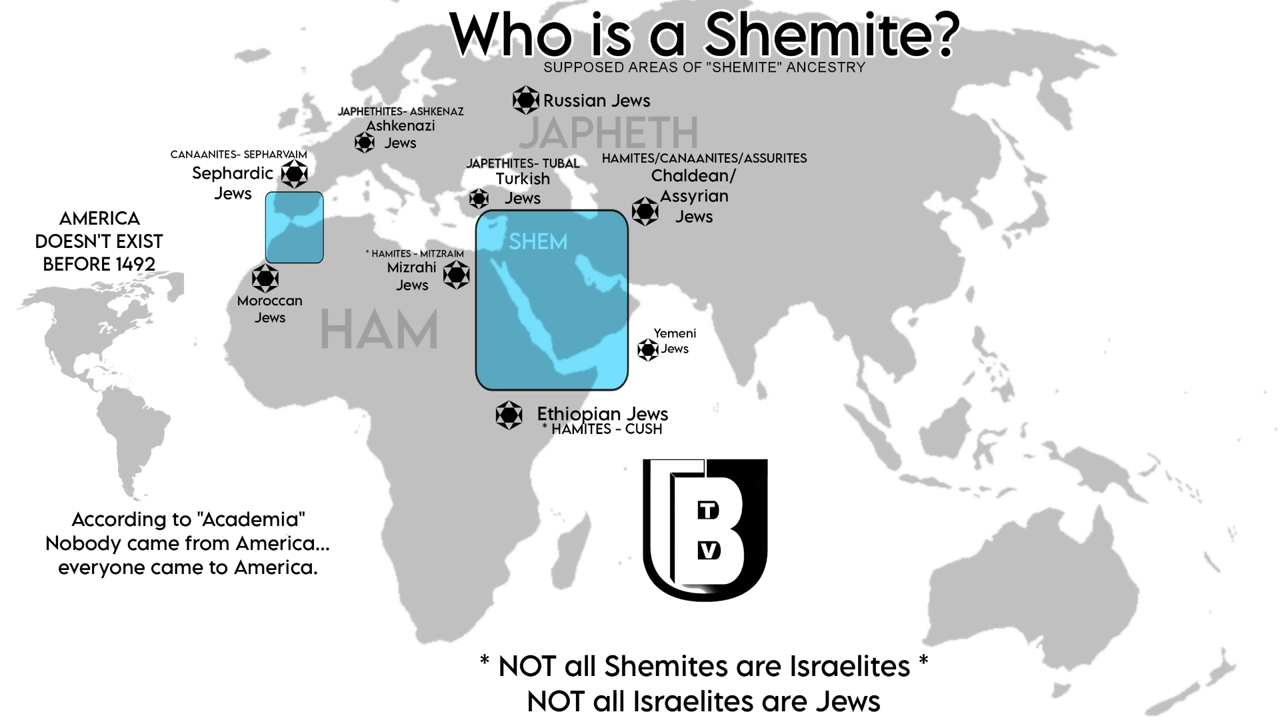 Who is a Shemite?
SUPPOSED AREAS OF "SHEMITE" ANCESTRY
Russian Jews
JAPHETH
JAPHETHITES- ASHKENAZ
Ashkenazi
Jews
CANAANITES- SEPHARVAIM
Sephardic
Jews
JAPETHITES- TUBAL
Turkish
Jews
HAMITES/CANAANITES/ASSURITES
Chaldean/
Assyrian
Jews
AMERICA
DOESN'T EXIST
BEFORE 1492
SHEM
* HAMITES - MITZRAIM
Mizrahi
Jews
Moroccan
Jews
HAM
Yemeni
Jews
Ethiopian Jews
* HAMITES - CUSH
B
T
V
According to "Academia"
Nobody came from America...
everyone came to America.
* NOT all Shemites are Israelites *
NOT all Israelites are Jews